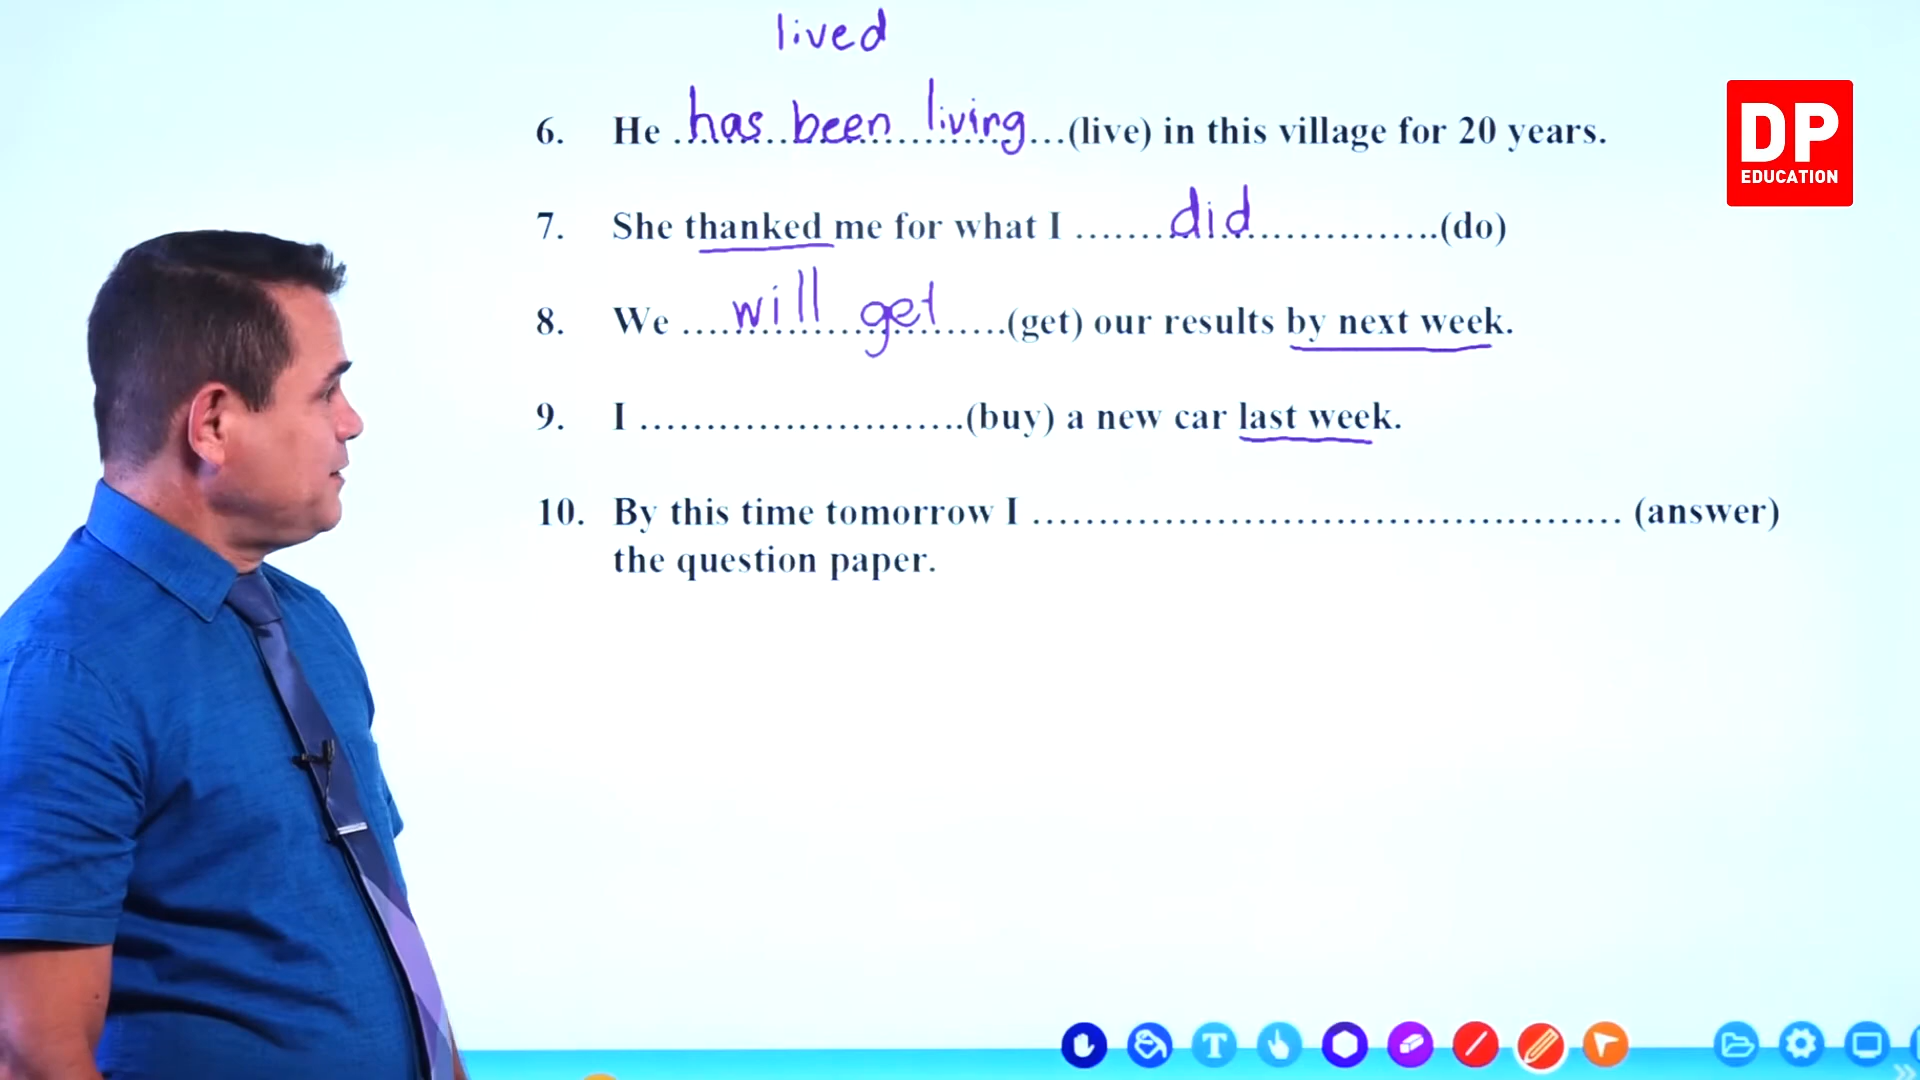 lived
6. He ...has been living...(live) in this village for 20 years.
DP
EDUCATION
7. She thanked me for what I .......did..................(do)
8. We ....will get......(get) our results by next week.
9. I ..........................(buy) a new car last week.
10. By this time tomorrow I ............................................. (answer)
the question paper.
T